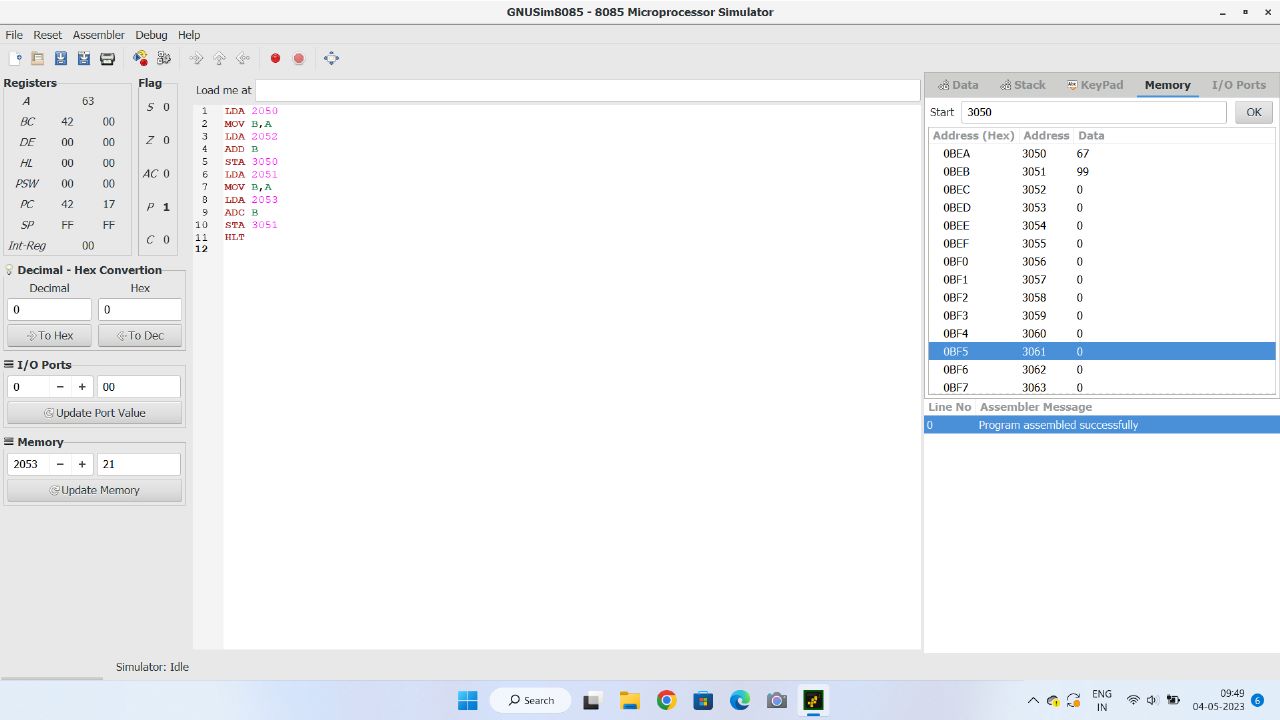 GNUSim8085 - 8085 Microprocessor Simulator
File Reset Assembler Debug Help
Registers
A 63
BC 42 00
DE 00 00
HL 00 00
PSW 00 00
PC 42 17
SP FF FF
Int-Reg 00
Flag
S 0
Z 0
AC 0
P 1
C 0
Decimal - Hex Convertion
Decimal Hex
0 0
To Hex To Dec
I/O Ports
0 − + 00
Update Port Value
Memory
2053 − + 21
Update Memory
Load me at
1 LDA 2050
2 MOV B,A
3 LDA 2052
4 ADD B
5 STA 3050
6 LDA 2051
7 MOV B,A
8 LDA 2053
9 ADC B
10 STA 3051
11 HLT
12
Data Stack KeyPad Memory I/O Ports
Start 3050 OK
Address (Hex) Address Data
0BEA 3050 67
0BEB 3051 99
0BEC 3052 0
0BED 3053 0
0BEE 3054 0
0BEF 3055 0
0BF0 3056 0
0BF1 3057 0
0BF2 3058 0
0BF3 3059 0
0BF4 3060 0
0BF5 3061 0
0BF6 3062 0
0BF7 3063 0
Line No Assembler Message
0 Program assembled successfully
Simulator: Idle
Search
ENG
IN
09:49
04-05-2023
6